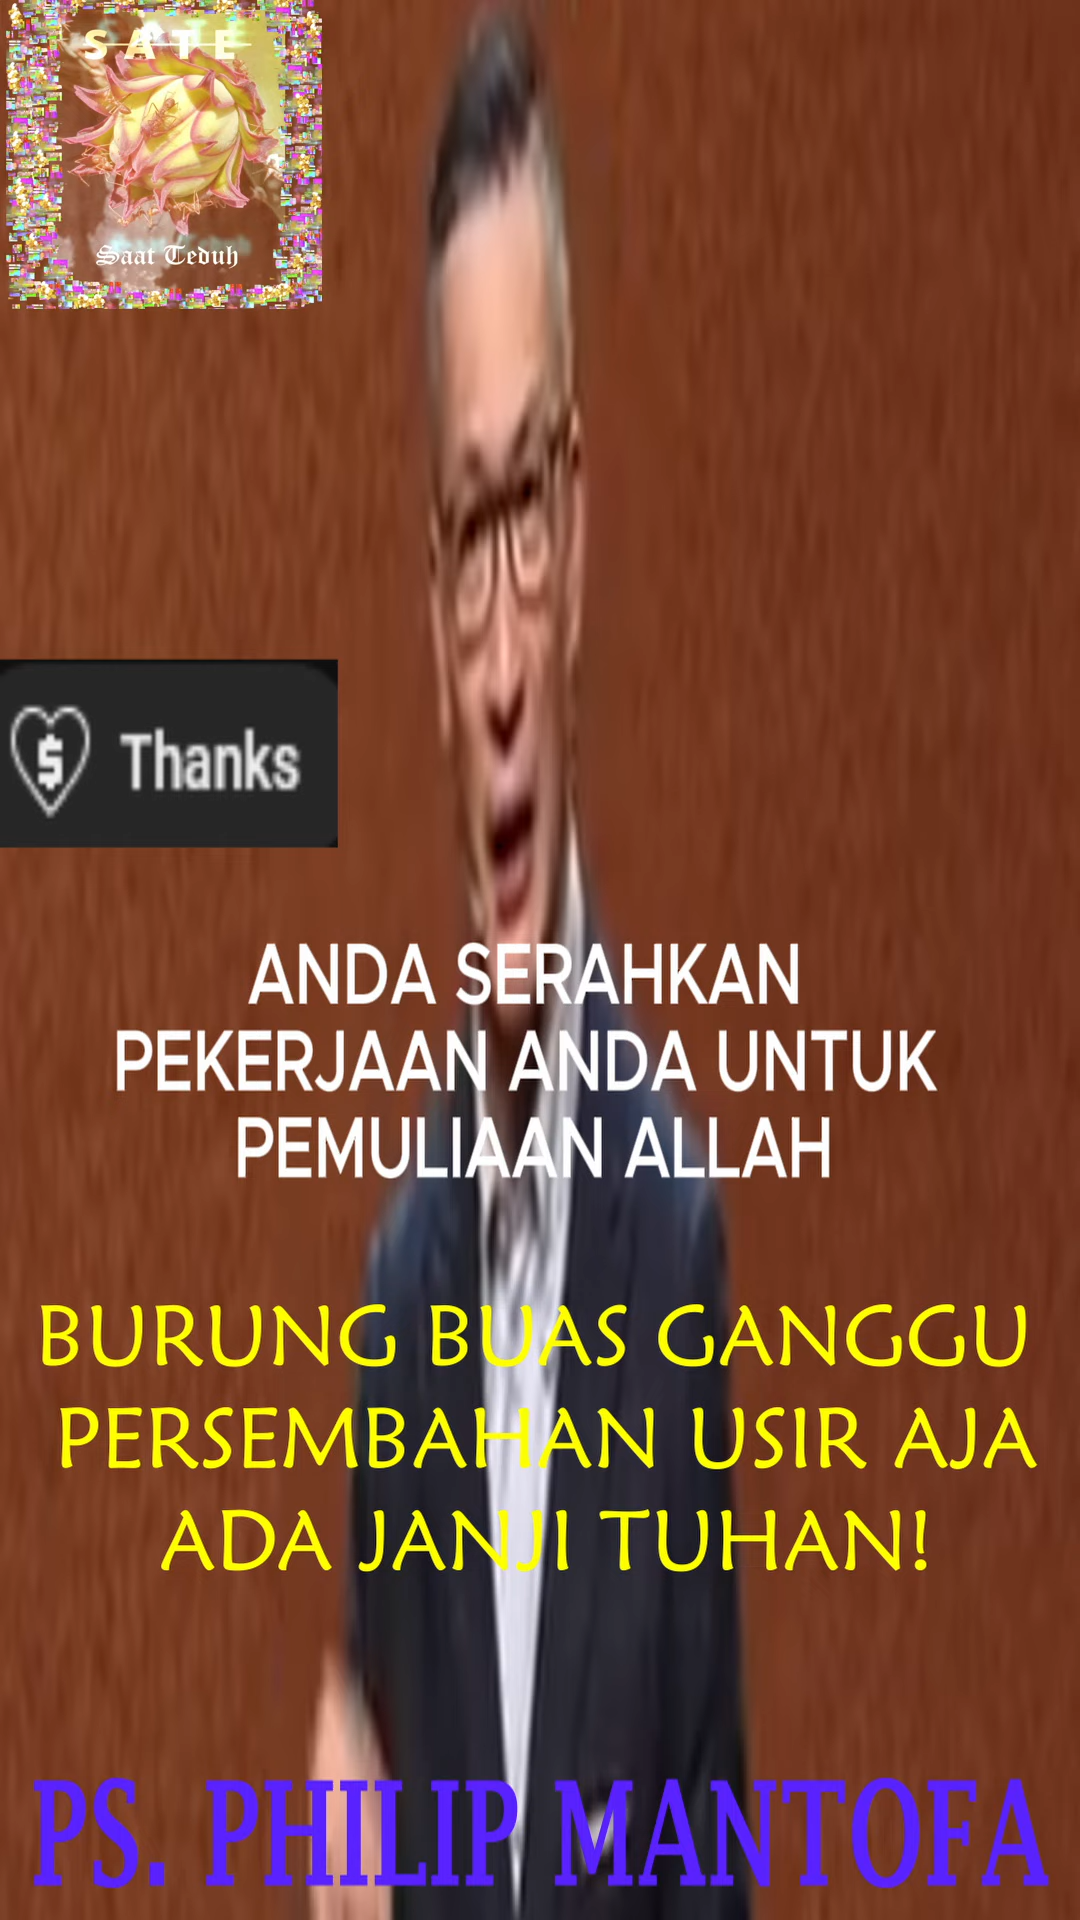 SATE
Saat Teduh
$ Thanks
ANDA SERAHKAN
PEKERJAAN ANDA UNTUK
PEMULIAAN ALLAH
BURUNG BUAS GANGGU
PERSEMBAHAN USIR AJA
ADA JANJI TUHAN!
PS. PHILIP MANTOFA